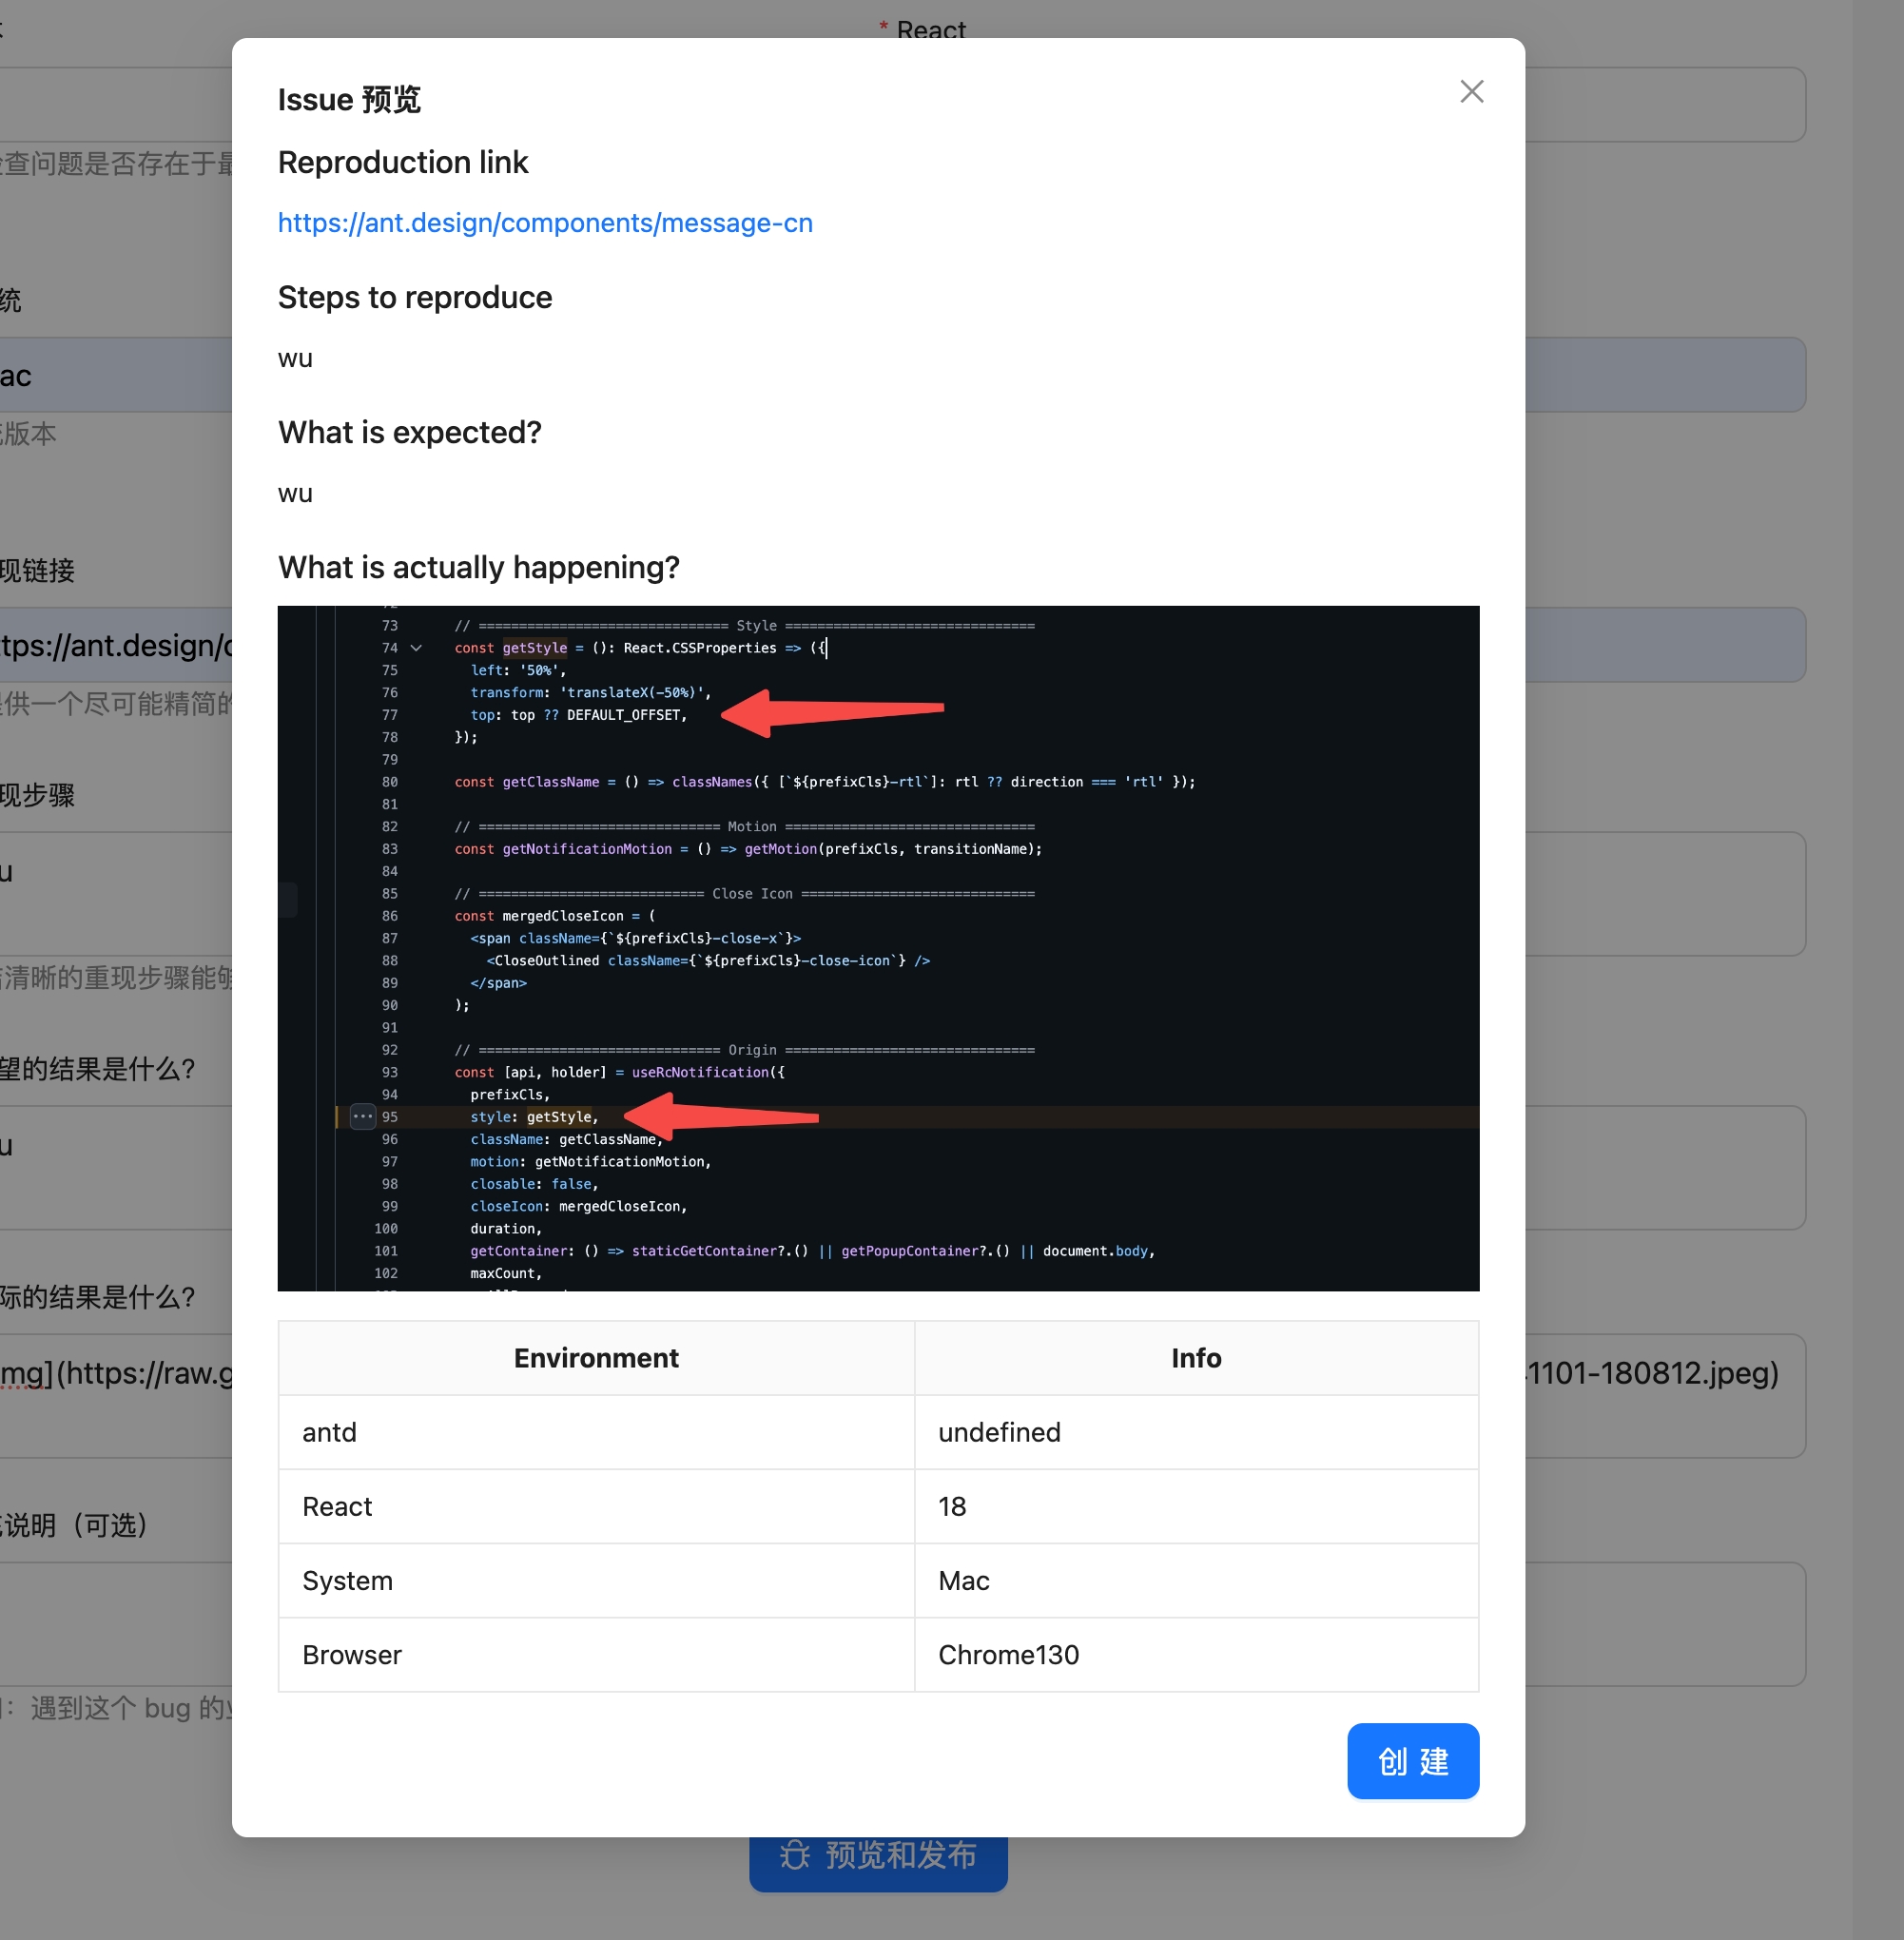 * React
Issue 预览
Reproduction link
https://ant.design/components/message-cn
Steps to reproduce
wu
What is expected?
wu
What is actually happening?
73 // =============================== Style ===============================
74 const getStyle = (): React.CSSProperties => ({
75 left: '50%',
76 transform: 'translateX(-50%)',
77 top: top ?? DEFAULT_OFFSET,
78 });
79
80 const getClassName = () => classNames({ [`${prefixCls}-rtl`]: rtl ?? direction === 'rtl' });
81
82 // ============================== Motion ===============================
83 const getNotificationMotion = () => getMotion(prefixCls, transitionName);
84
85 // ============================ Close Icon =============================
86 const mergedCloseIcon = (
87 <span className={`${prefixCls}-close-x`}>
88 <CloseOutlined className={`${prefixCls}-close-icon`} />
89 </span>
90 );
91
92 // ============================== Origin ===============================
93 const [api, holder] = useRcNotification({
94 prefixCls,
95 style: getStyle,
96 className: getClassName,
97 motion: getNotificationMotion,
98 closable: false,
99 closeIcon: mergedCloseIcon,
100 duration,
101 getContainer: () => staticGetContainer?.() || getPopupContainer?.() || document.body,
102 maxCount,
Environment Info
antd undefined
React 18
System Mac
Browser Chrome130
创 建
预览和发布
查问题是否存在于
统
ac
版本
现链接
tps://ant.design/
供一个尽可能精简的
现步骤
u
清晰的重现步骤能够
望的结果是什么?
u
际的结果是什么?
mg](https://raw.g
1101-180812.jpeg)
说明（可选）
：遇到这个 bug 的